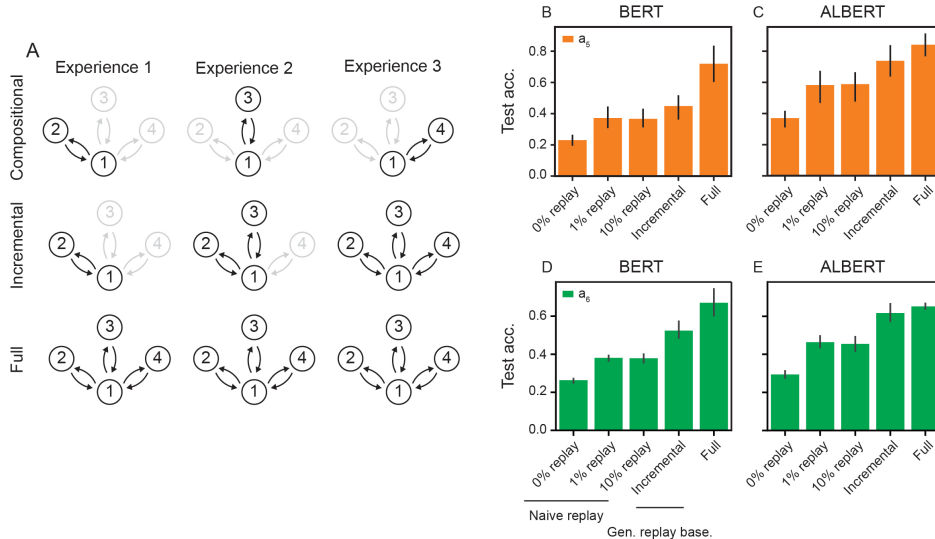 A
Experience 1
Experience 2
Experience 3
Compositional
3
2
4
1
3
2
4
1
3
2
4
1
Incremental
3
2
4
1
3
2
4
1
3
2
4
1
Full
3
2
4
1
3
2
4
1
3
2
4
1
B
BERT
a5
Test acc.
0.8
0.6
0.4
0.2
0.0
0% replay
1% replay
10% replay
Incremental
Full
C
ALBERT
0% replay
1% replay
10% replay
Incremental
Full
D
BERT
a6
Test acc.
0.6
0.4
0.2
0.0
0% replay
1% replay
10% replay
Incremental
Full
E
ALBERT
0% replay
1% replay
10% replay
Incremental
Full
Naive replay
Gen. replay base.